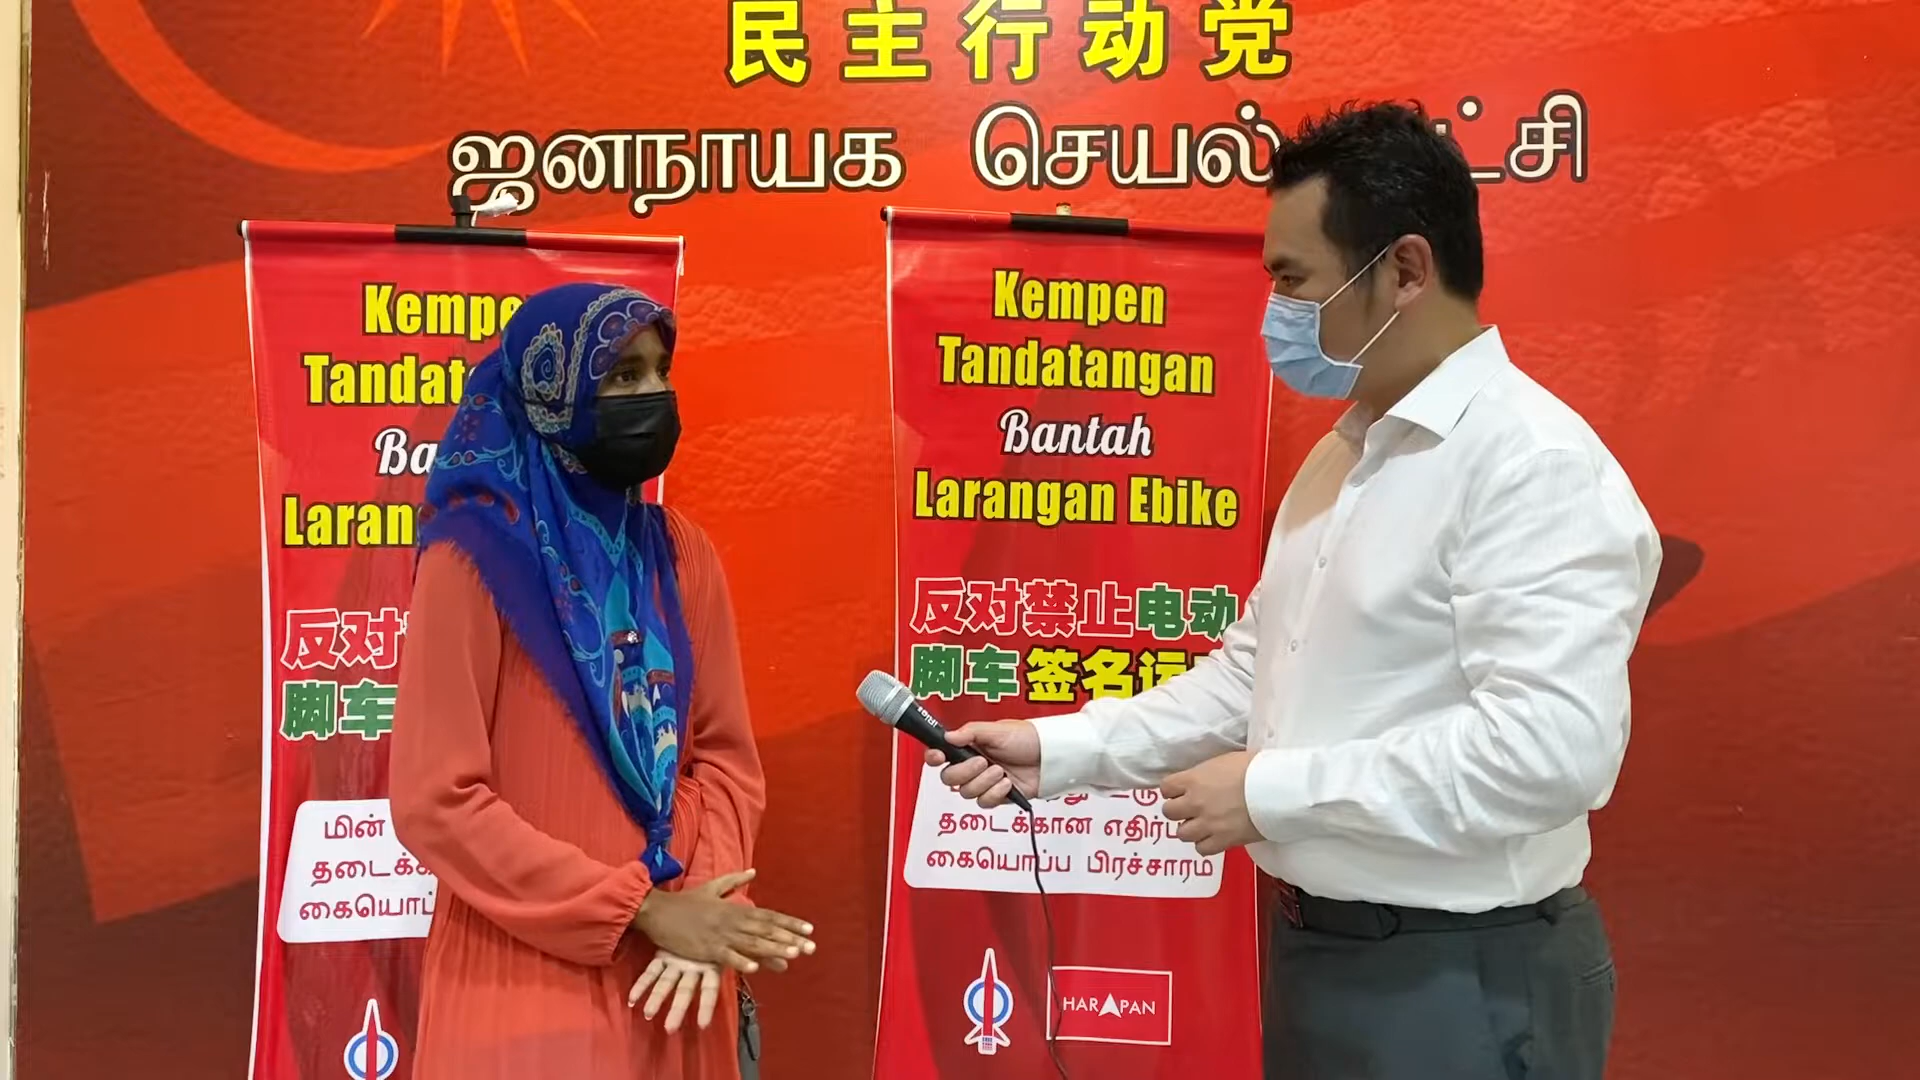 民主行动党
ஜனநாயக செயல் ட்சி
Kempe
Tandat
Ba
Laran
反对
脚车
மின்
தடைக்க
கையொப்
Kempen
Tandatangan
Bantah
Larangan Ebike
反对禁止电动
脚车签名运
தடைக்கான எதிர்ப்
கையொப்ப பிரச்சாரம்
HARAPAN